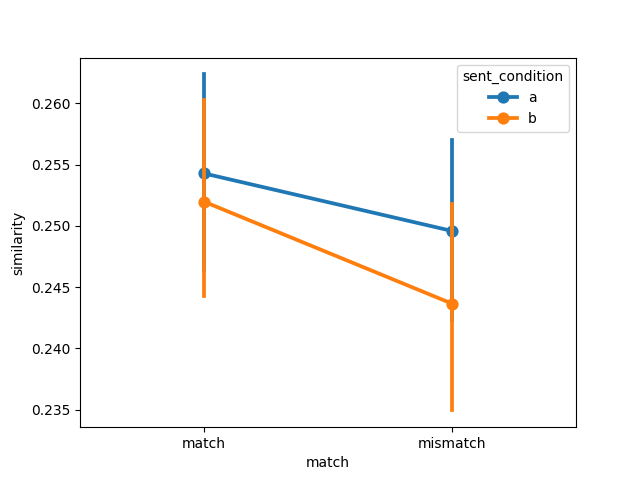 sent_condition
a
b
0.260
0.255
0.250
0.245
0.240
0.235
similarity
match
mismatch
match